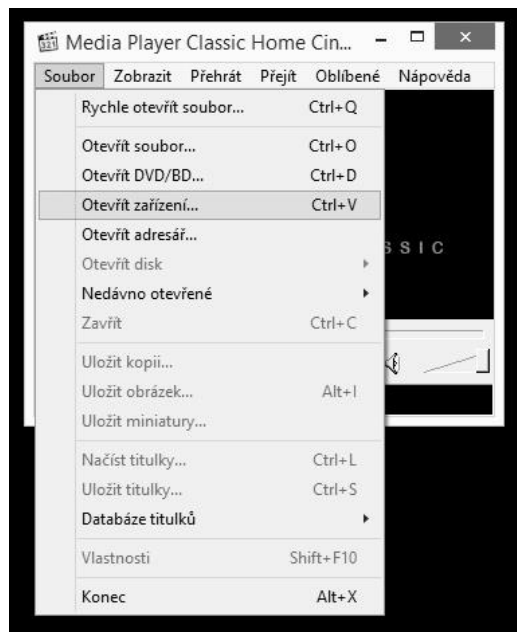 Media Player Classic Home Cin...
Soubor Zobrazit Přehrát Přejít Oblíbené Nápověda
Rychle otevřít soubor... Ctrl+Q
Otevřít soubor... Ctrl+O
Otevřít DVD/BD... Ctrl+D
Otevřít zařízení... Ctrl+V
Otevřít adresář...
SSIC
Otevřít disk
Nedávno otevřené
Zavřít Ctrl+C
Uložit kopii...
Uložit obrázek... Alt+I
Uložit miniatury...
Načíst titulky... Ctrl+L
Uložit titulky... Ctrl+S
Databáze titulků
Vlastnosti Shift+F10
Konec Alt+X